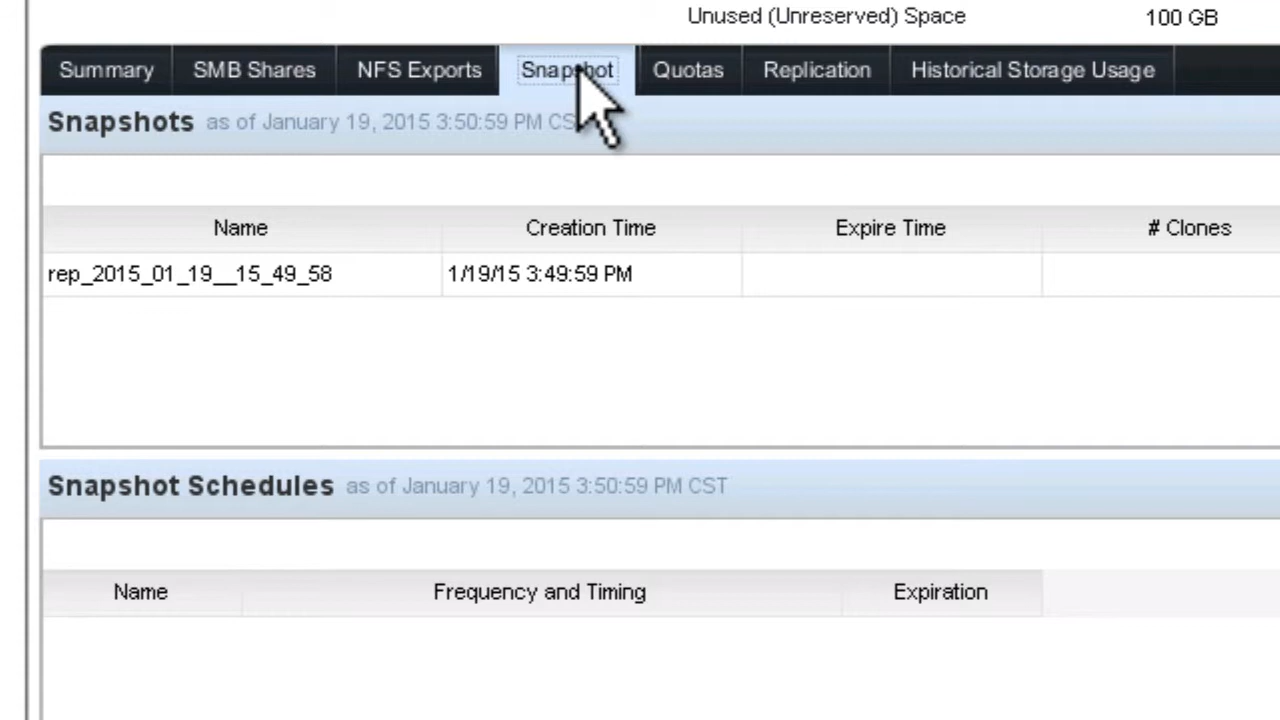 Unused (Unreserved) Space 100 GB
Summary SMB Shares NFS Exports Snapshot Quotas Replication Historical Storage Usage
Snapshots as of January 19, 2015 3:50:59 PM
Name Creation Time Expire Time # Clones
rep_2015_01_19__15_49_58 1/19/15 3:49:59 PM
Snapshot Schedules as of January 19, 2015 3:50:59 PM CST
Name Frequency and Timing Expiration